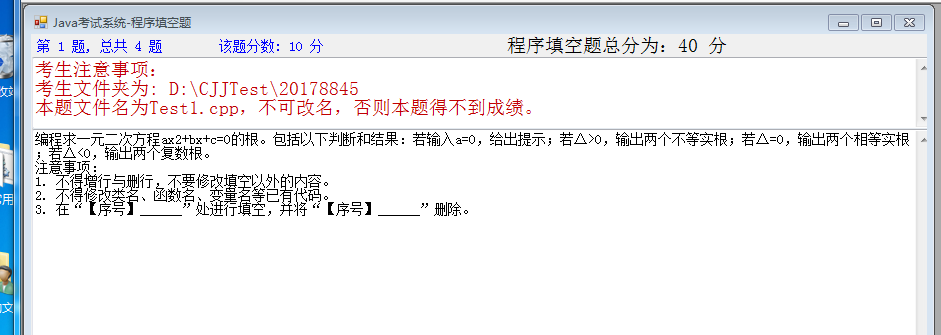 Java考试系统-程序填空题
第 1 题, 总共 4 题 该题分数: 10 分 程序填空题总分为: 40 分
考生注意事项:
考生文件夹为: D:\CJJTest\20178845
本题文件名为Test1.cpp，不可改名，否则本题得不到成绩。
编程求一元二次方程ax2+bx+c=0的根。包括以下判断和结果：若输入a=0，给出提示；若△>0，输出两个不等实根；若△=0，输出两个相等实根
；若△<0，输出两个复数根。
注意事项：
1. 不得增行与删行，不要修改填空以外的内容。
2. 不得修改类名、函数名、变量名等已有代码。
3. 在“【序号】______”处进行填空，并将“【序号】______”删除。